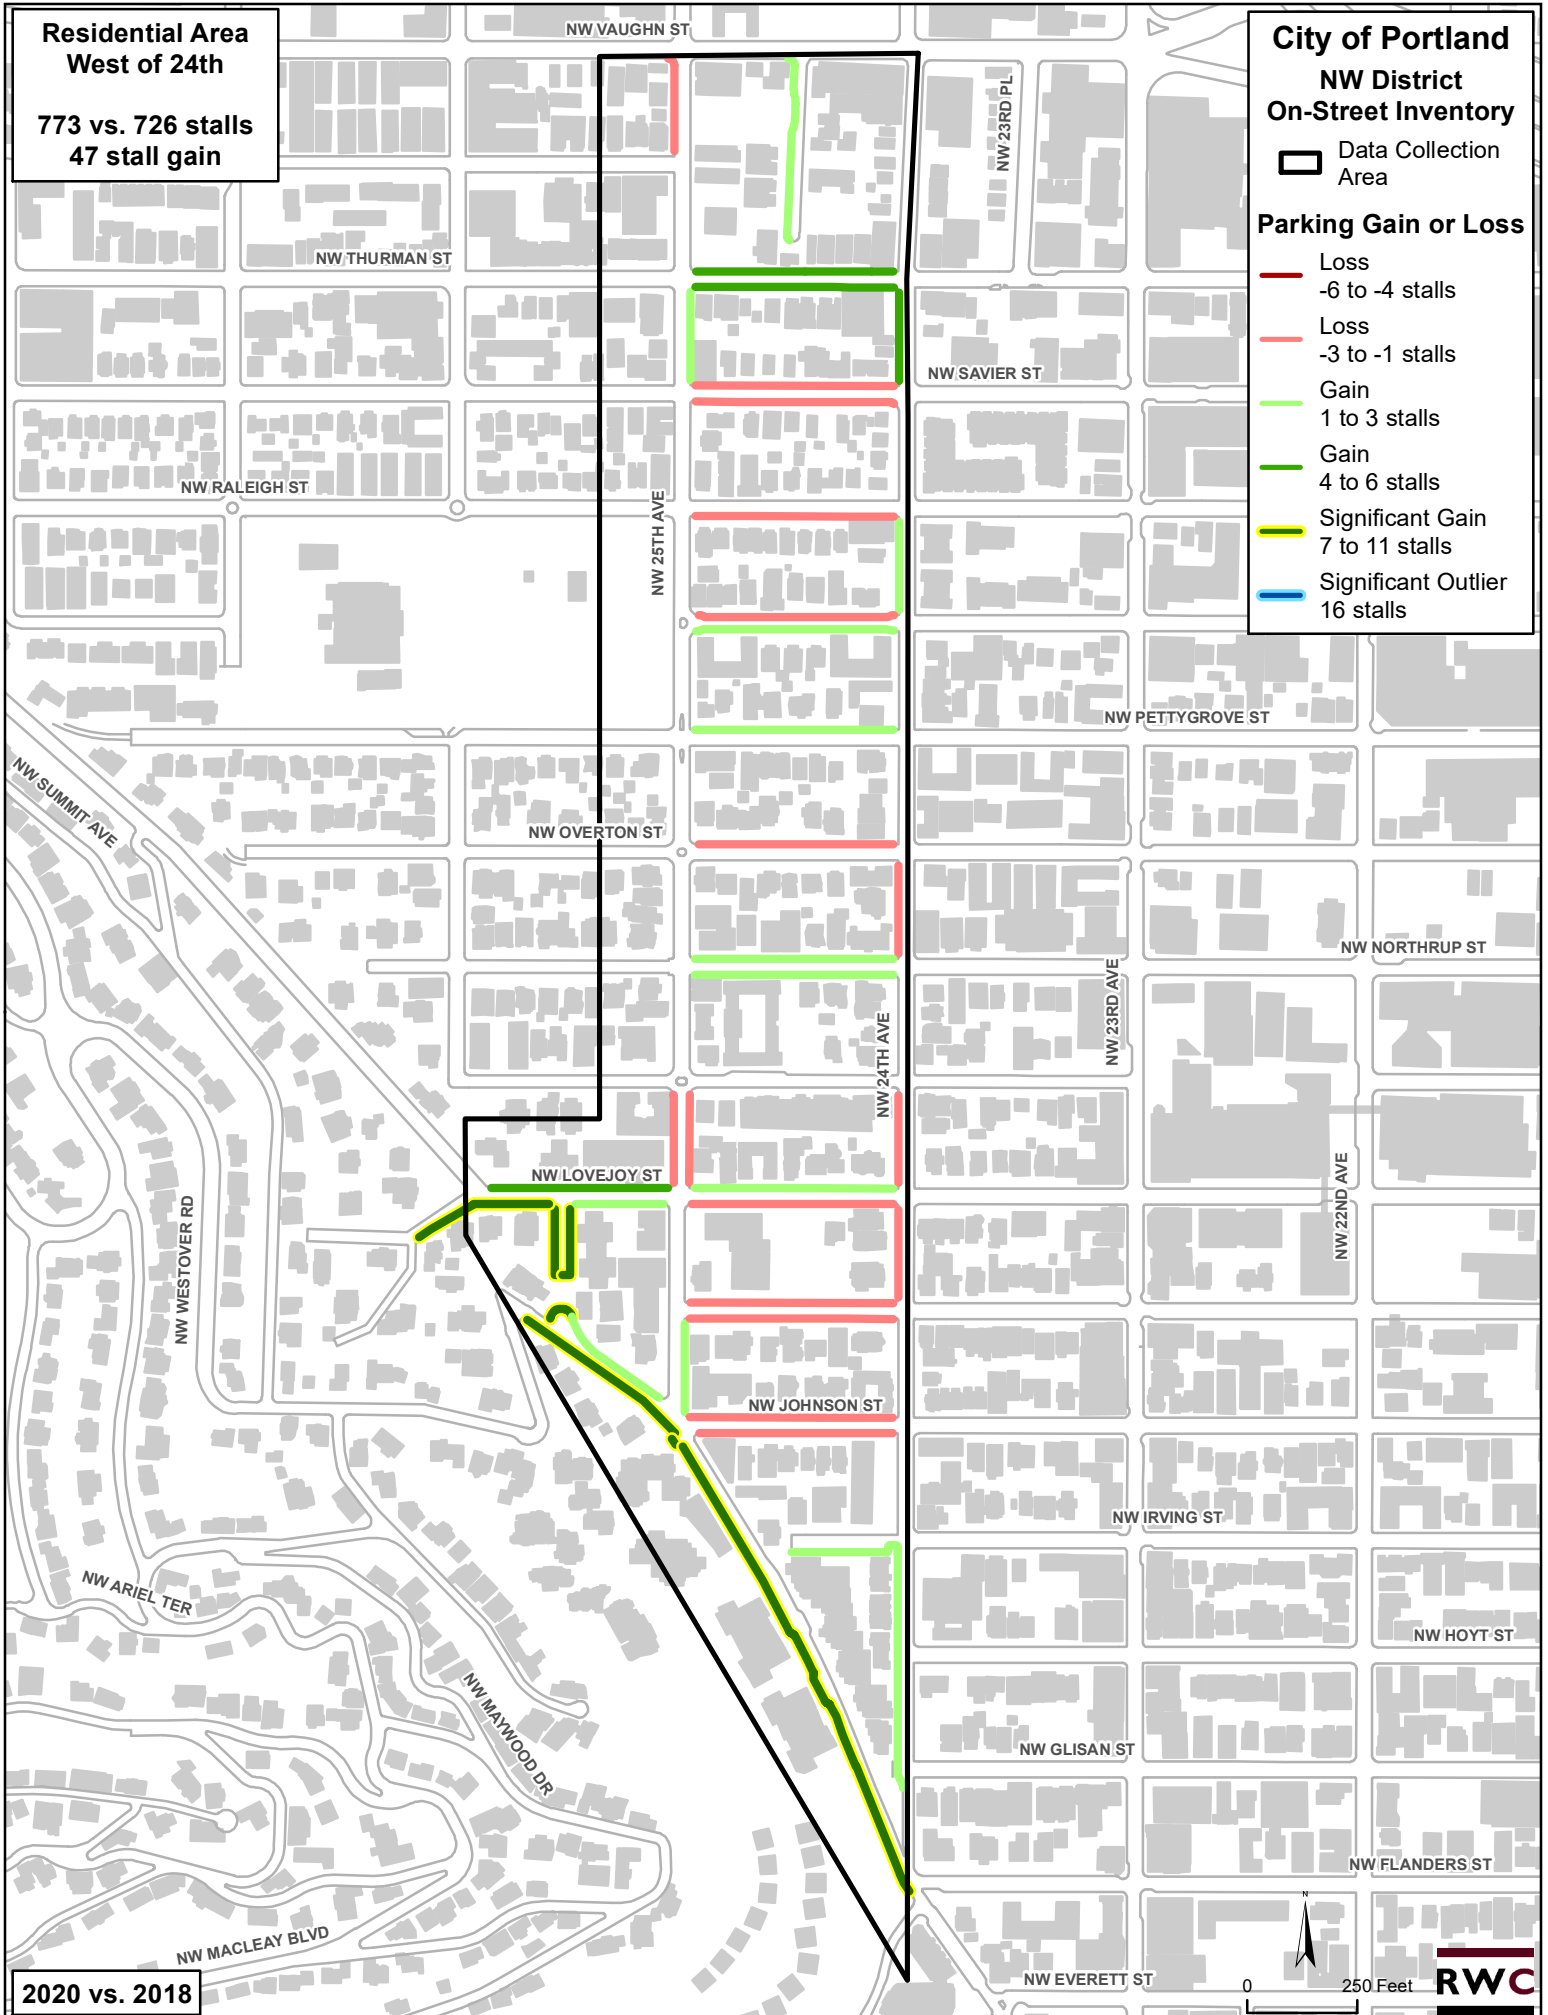 Residential Area
West of 24th
773 vs. 726 stalls
47 stall gain
City of Portland
NW District
On-Street Inventory
Data Collection
Area
Parking Gain or Loss
Loss
-6 to -4 stalls
Loss
-3 to -1 stalls
Gain
1 to 3 stalls
Gain
4 to 6 stalls
Significant Gain
7 to 11 stalls
Significant Outlier
16 stalls
NW VAUGHN ST
NW 23RD PL
NW THURMAN ST
NW SAVIER ST
NW RALEIGH ST
NW 25TH AVE
NW PETTYGROVE ST
NW SUMMIT AVE
NW OVERTON ST
NW NORTHRUP ST
NW 23RD AVE
NW 24TH AVE
NW LOVEJOY ST
NW 22ND AVE
NW WESTOVER RD
NW JOHNSON ST
NW IRVING ST
NW ARIEL TER
NW HOYT ST
NW MAYWOOD DR
NW GLISAN ST
NW FLANDERS ST
NW MACLEAY BLVD
NW EVERETT ST
N
0 250 Feet
RWC
2020 vs. 2018